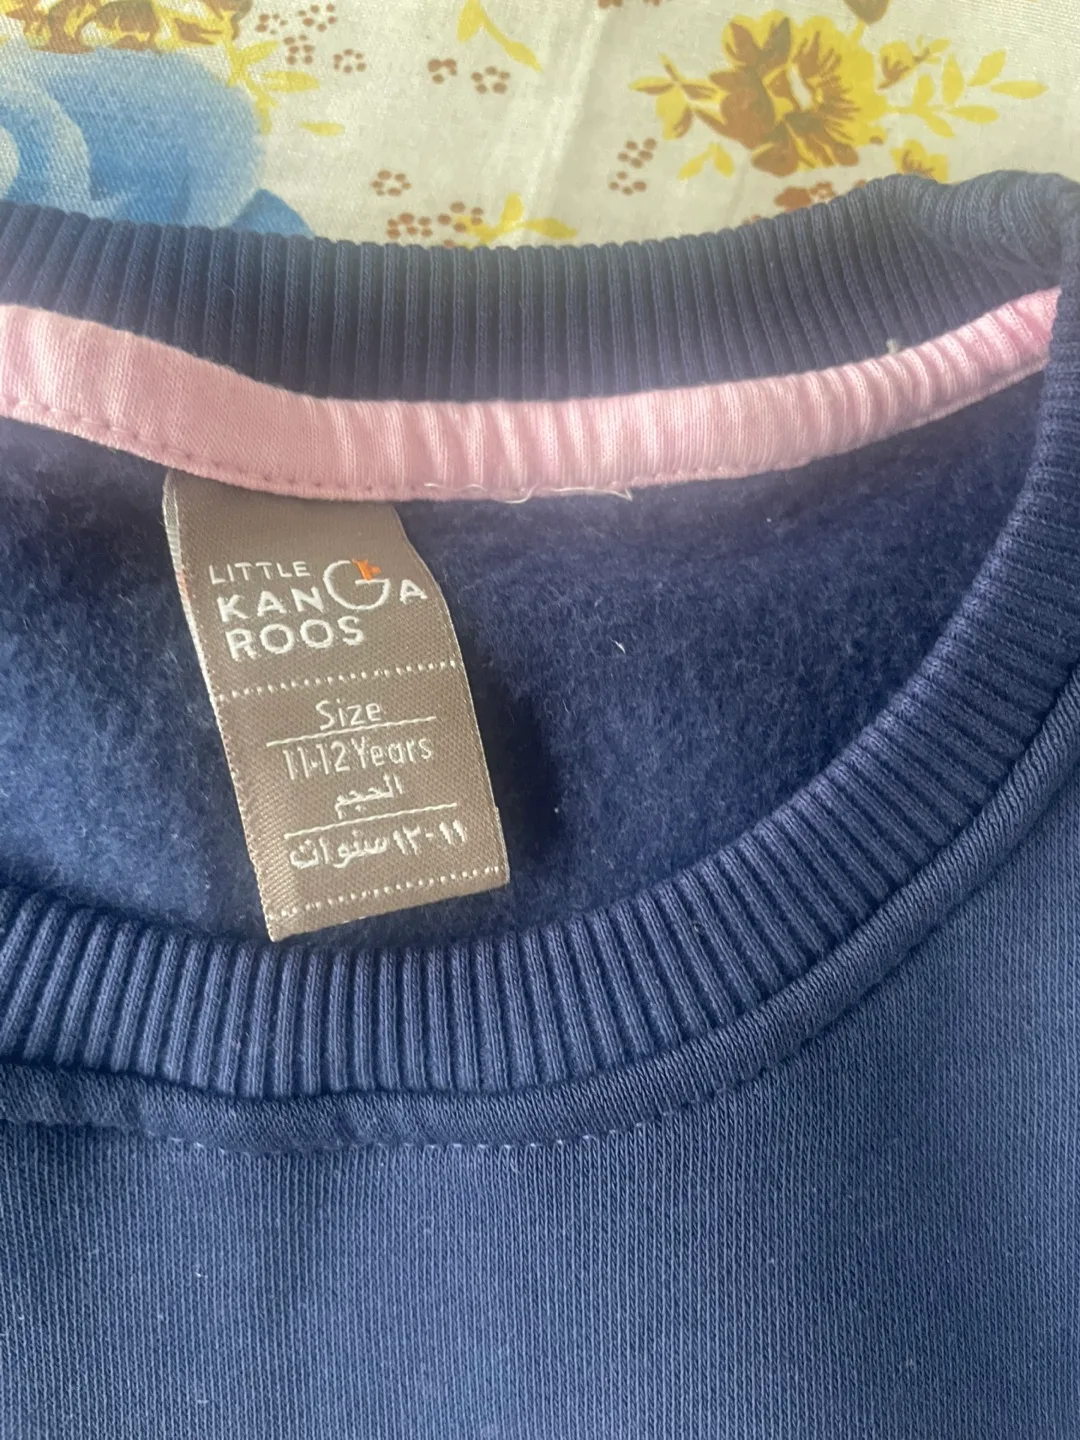 LITTLE
KANGA
ROOS
Size
11-12 Years
الحجم
١١-١٢ سنوات